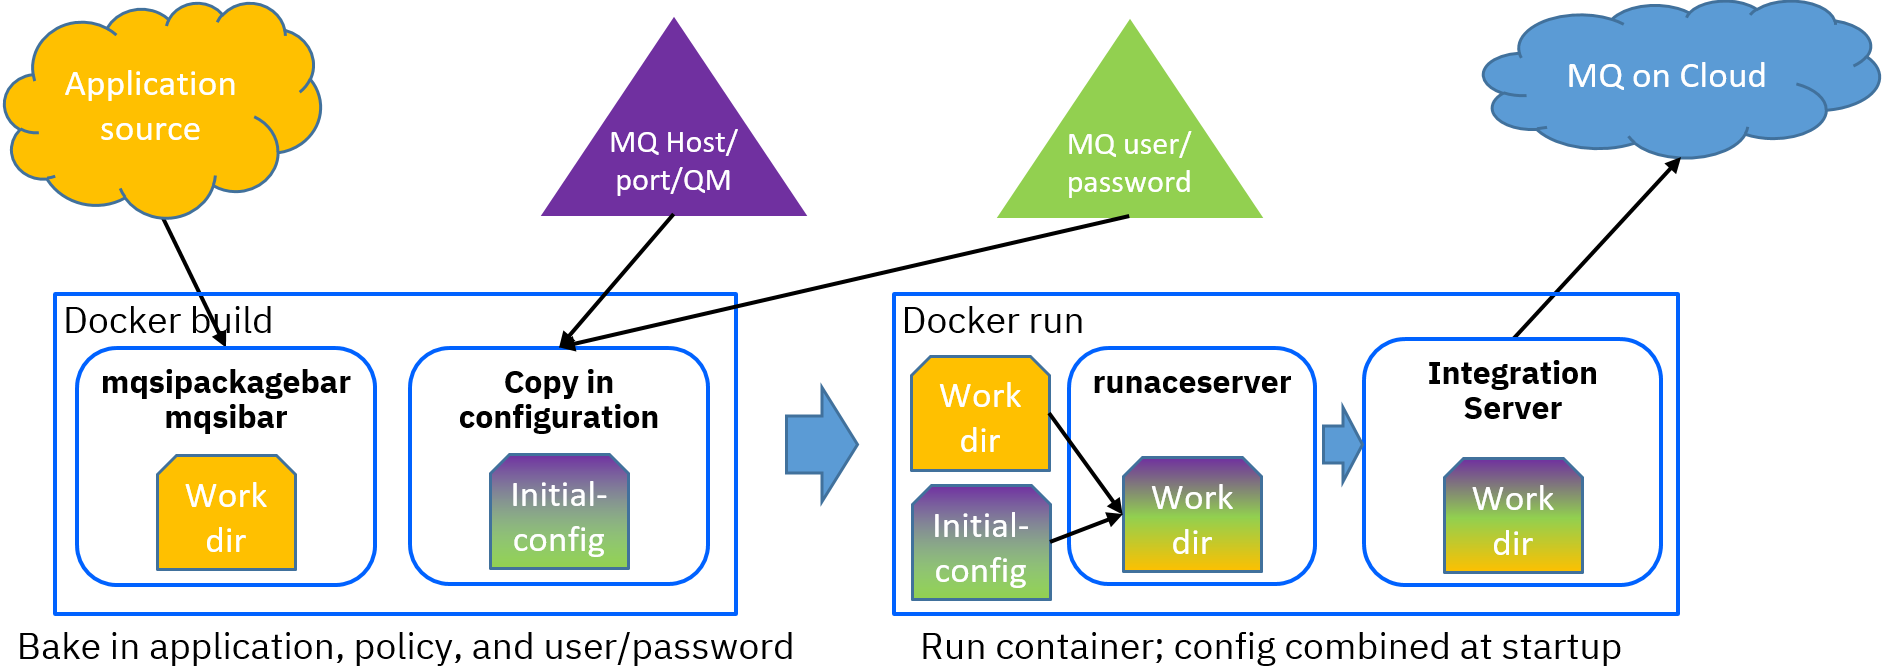 Application
source
MQ Host/
port/QM
MQ user/
password
MQ on Cloud
Docker build
mqsipackagebar
mqsibar
Work
dir
Copy in
configuration
Initial-
config
Docker run
Work
dir
Initial-
config
runaceserver
Work
dir
Integration
Server
Work
dir
Bake in application, policy, and user/password
Run container; config combined at startup